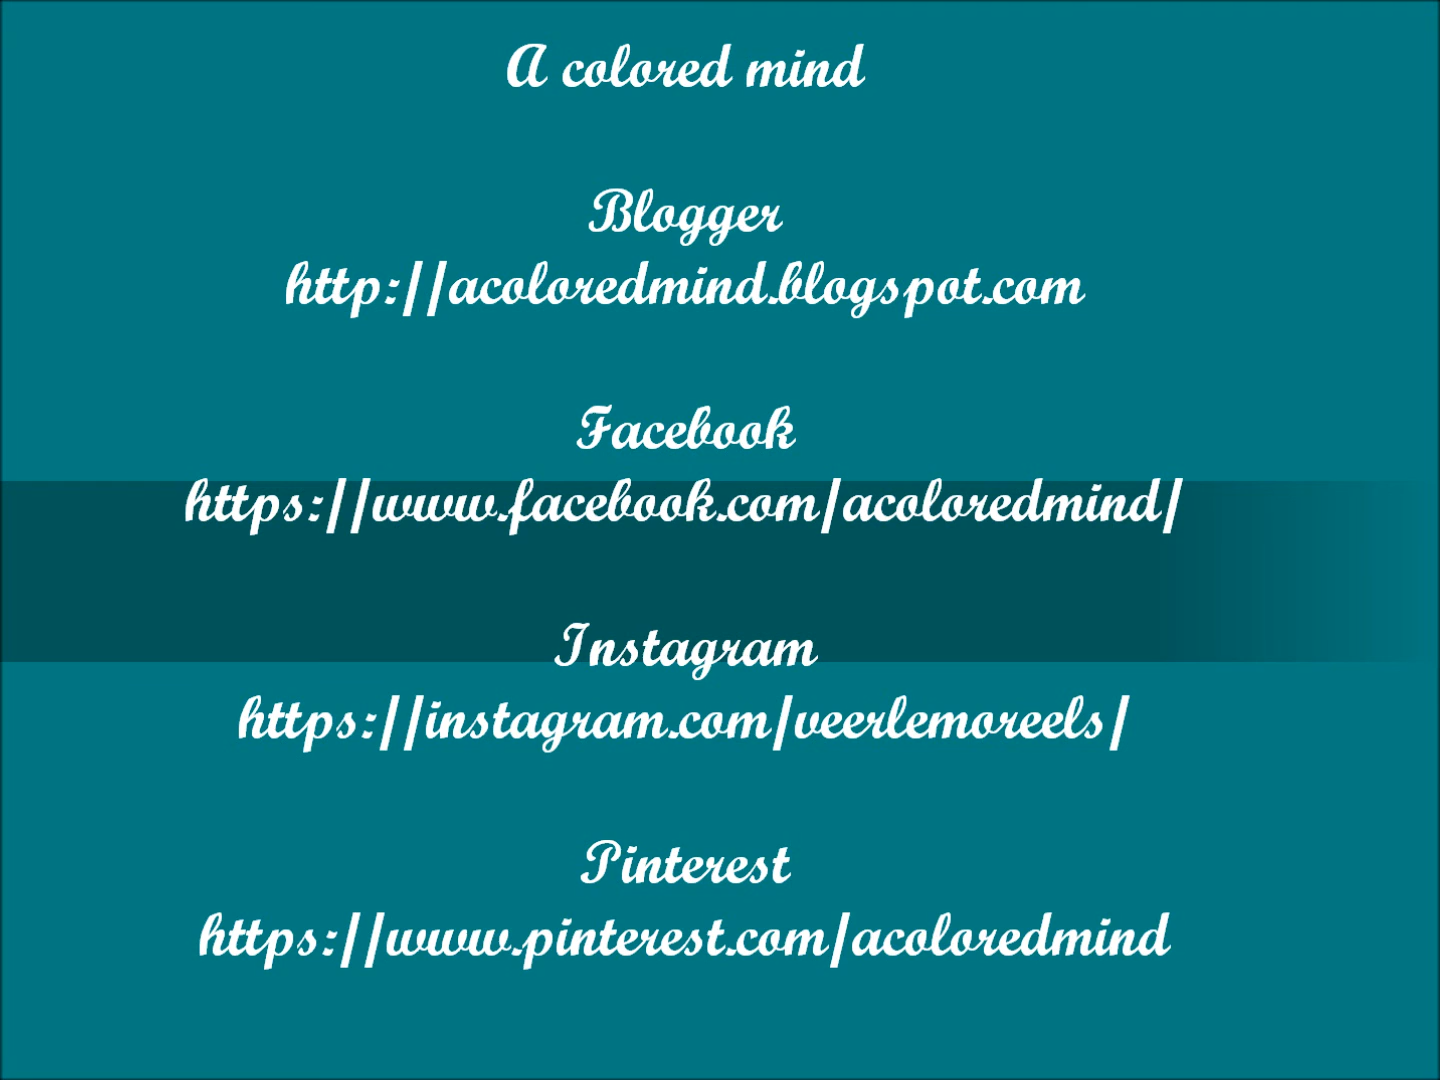 A colored mind
Blogger
http://acoloredmind.blogspot.com
Facebook
https://www.facebook.com/acoloredmind/
Instagram
https://instagram.com/veerlemoreels/
Pinterest
https://www.pinterest.com/acoloredmind